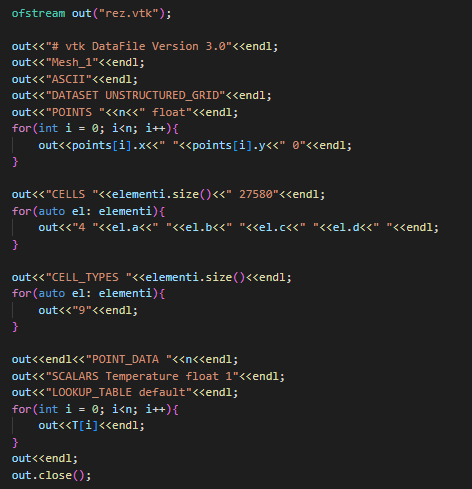 ofstream out("rez.vtk");
out<<"# vtk DataFile Version 3.0"<<endl;
out<<"Mesh_1"<<endl;
out<<"ASCII"<<endl;
out<<"DATASET UNSTRUCTURED_GRID"<<endl;
out<<"POINTS "<<n<<" float"<<endl;
for(int i = 0; i<n; i++){
out<<points[i].x<<" "<<points[i].y<<" 0"<<endl;
}
out<<"CELLS "<<elementi.size()<<" 27580"<<endl;
for(auto el: elementi){
out<<"4 "<<el.a<<" "<<el.b<<" "<<el.c<<" "<<el.d<<" "<<endl;
}
out<<"CELL_TYPES "<<elementi.size()<<endl;
for(auto el: elementi){
out<<"9"<<endl;
}
out<<endl<<"POINT_DATA "<<n<<endl;
out<<"SCALARS Temperature float 1"<<endl;
out<<"LOOKUP_TABLE default"<<endl;
for(int i = 0; i<n; i++){
out<<T[i]<<endl;
}
out<<endl;
out.close();